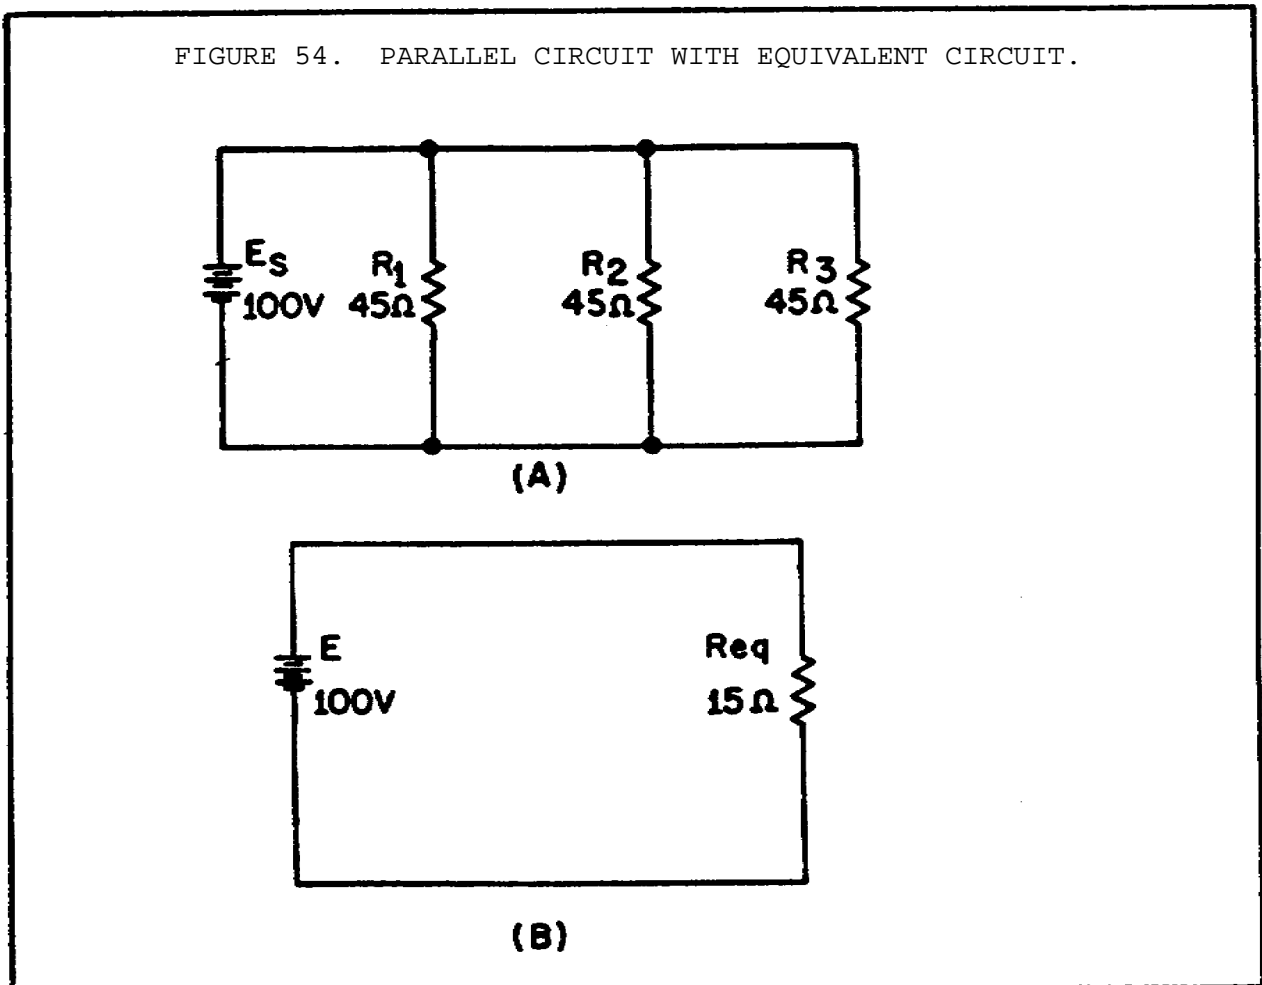 FIGURE 54. PARALLEL CIRCUIT WITH EQUIVALENT CIRCUIT.
ES
100V
R1
45Ω
R2
45Ω
R3
45Ω
(A)
E
100V
Req
15Ω
(B)